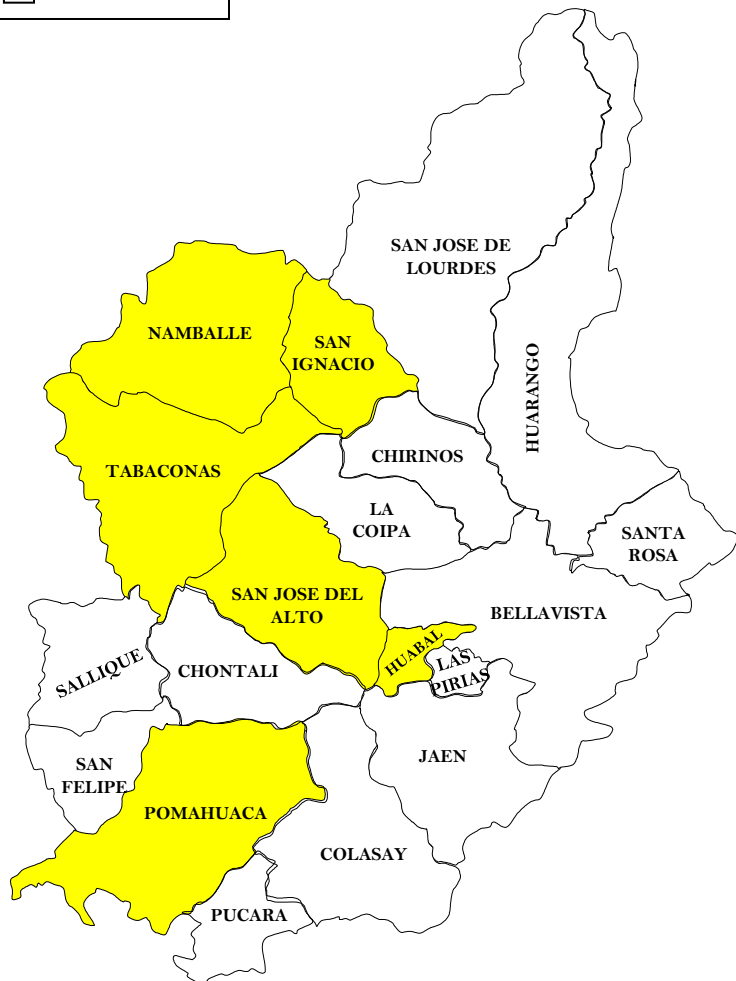 SAN JOSE DE
LOURDES
NAMBALLE
SAN
IGNACIO
HUARANGO
TABACONAS
CHIRINOS
LA
COIPA
SANTA
ROSA
SAN JOSE DEL
ALTO
BELLAVISTA
HUABAL
LAS
PIRIAS
SALLIQUE
CHONTALI
SAN
FELIPE
JAEN
POMAHUACA
COLASAY
PUCARA